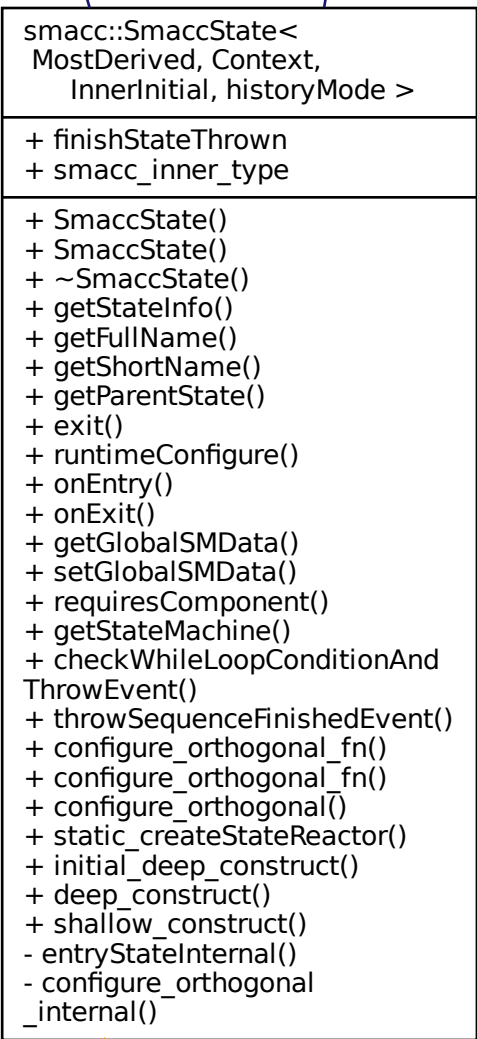 smacc::SmaccState<
MostDerived, Context,
InnerInitial, historyMode >
+ finishStateThrown
+ smacc_inner_type
+ SmaccState()
+ SmaccState()
+ ~SmaccState()
+ getStateInfo()
+ getFullName()
+ getShortName()
+ getParentState()
+ exit()
+ runtimeConfigure()
+ onEntry()
+ onExit()
+ getGlobalSMData()
+ setGlobalSMData()
+ requiresComponent()
+ getStateMachine()
+ checkWhileLoopConditionAnd
ThrowEvent()
+ throwSequenceFinishedEvent()
+ configure_orthogonal_fn()
+ configure_orthogonal_fn()
+ configure_orthogonal()
+ static_createStateReactor()
+ initial_deep_construct()
+ deep_construct()
+ shallow_construct()
- entryStateInternal()
- configure_orthogonal
_internal()